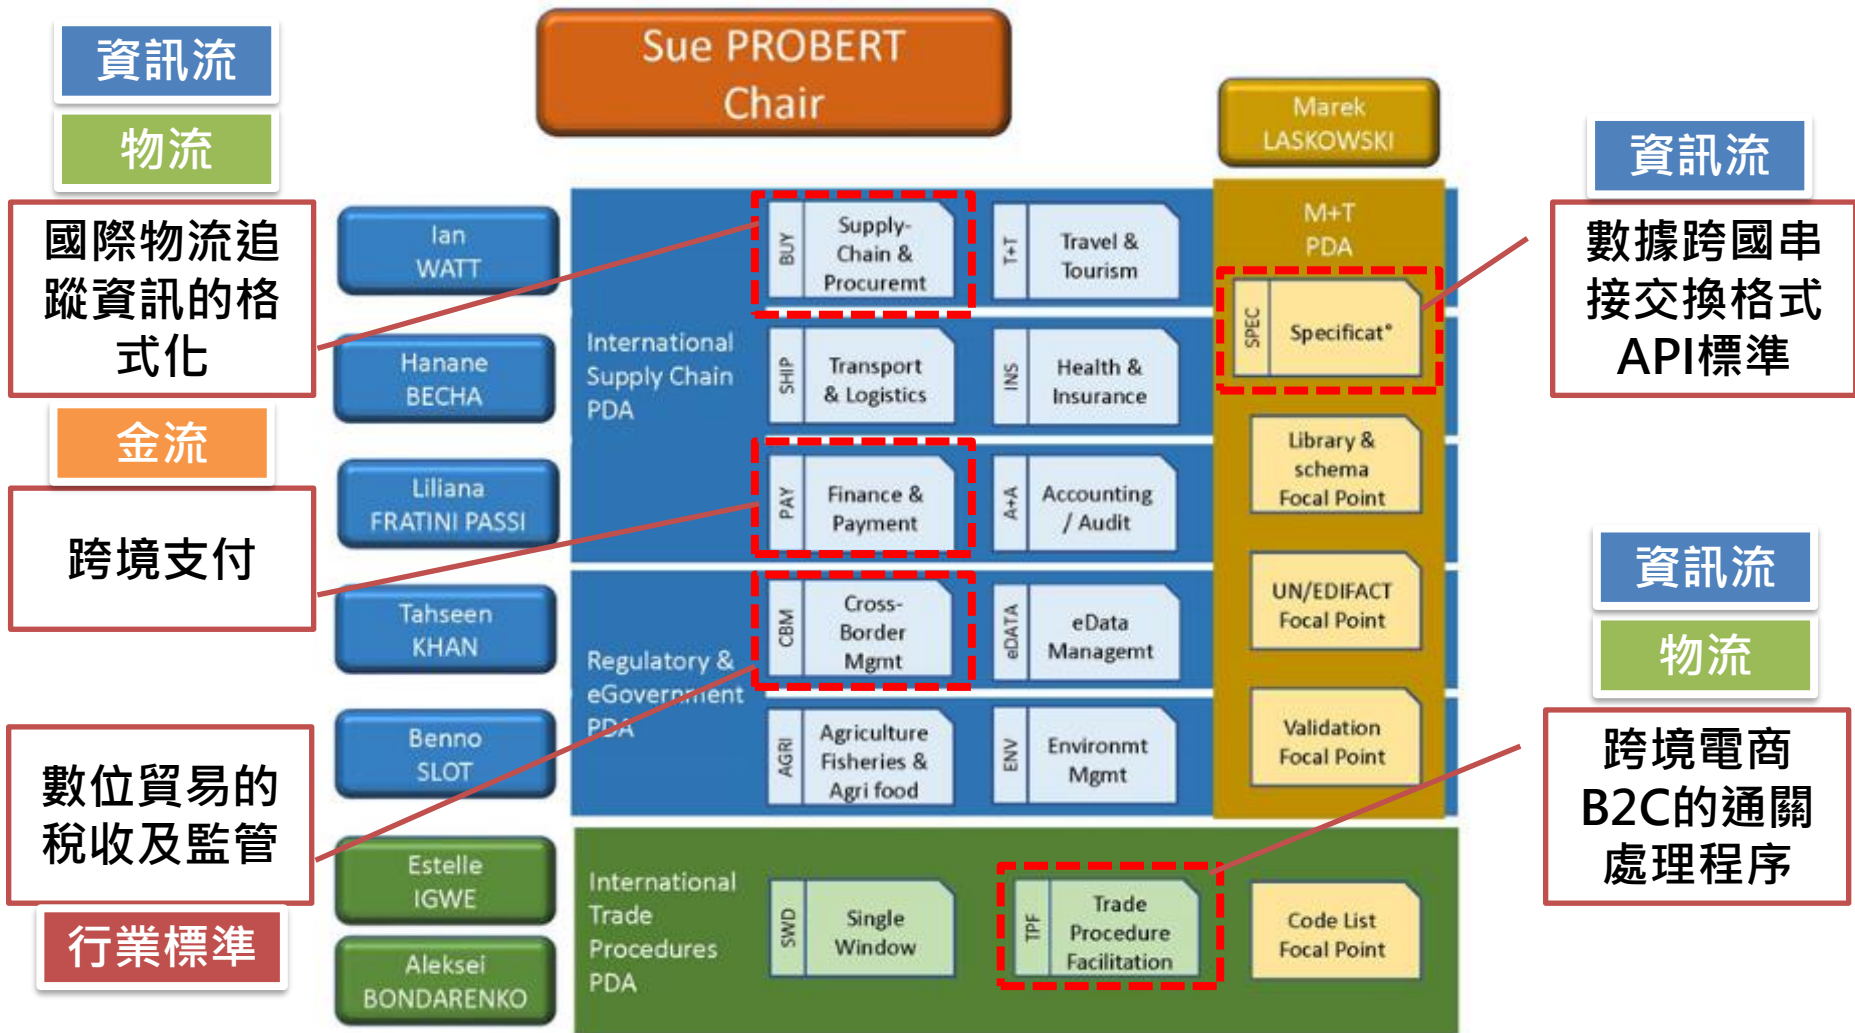 資訊流
物流
國際物流追
蹤資訊的格
式化
金流
跨境支付
數位貿易的
稅收及監管
行業標準
Sue PROBERT
Chair
Ian
WATT
Hanane
BECHA
Liliana
FRATINI PASSI
Tahseen
KHAN
Benno
SLOT
Estelle
IGWE
Aleksei
BONDARENKO
International
Supply Chain
PDA
BUY
Supply-
Chain &
Procuremt
T+T
Travel &
Tourism
SHIP
Transport
& Logistics
INS
Health &
Insurance
PAY
Finance &
Payment
A+A
Accounting
/ Audit
Regulatory &
eGovernment
PDA
CBM
Cross-
Border
Mgmt
eDATA
eData
Managemt
AGRI
Agriculture
Fisheries &
Agri food
ENV
Environmt
Mgmt
International
Trade
Procedures
PDA
SWD
Single
Window
TPF
Trade
Procedure
Facilitation
Marek
LASKOWSKI
M+T
PDA
SPEC
Specificat°
Library &
schema
Focal Point
UN/EDIFACT
Focal Point
Validation
Focal Point
Code List
Focal Point
資訊流
數據跨國串
接交換格式
API標準
資訊流
物流
跨境電商
B2C的通關
處理程序